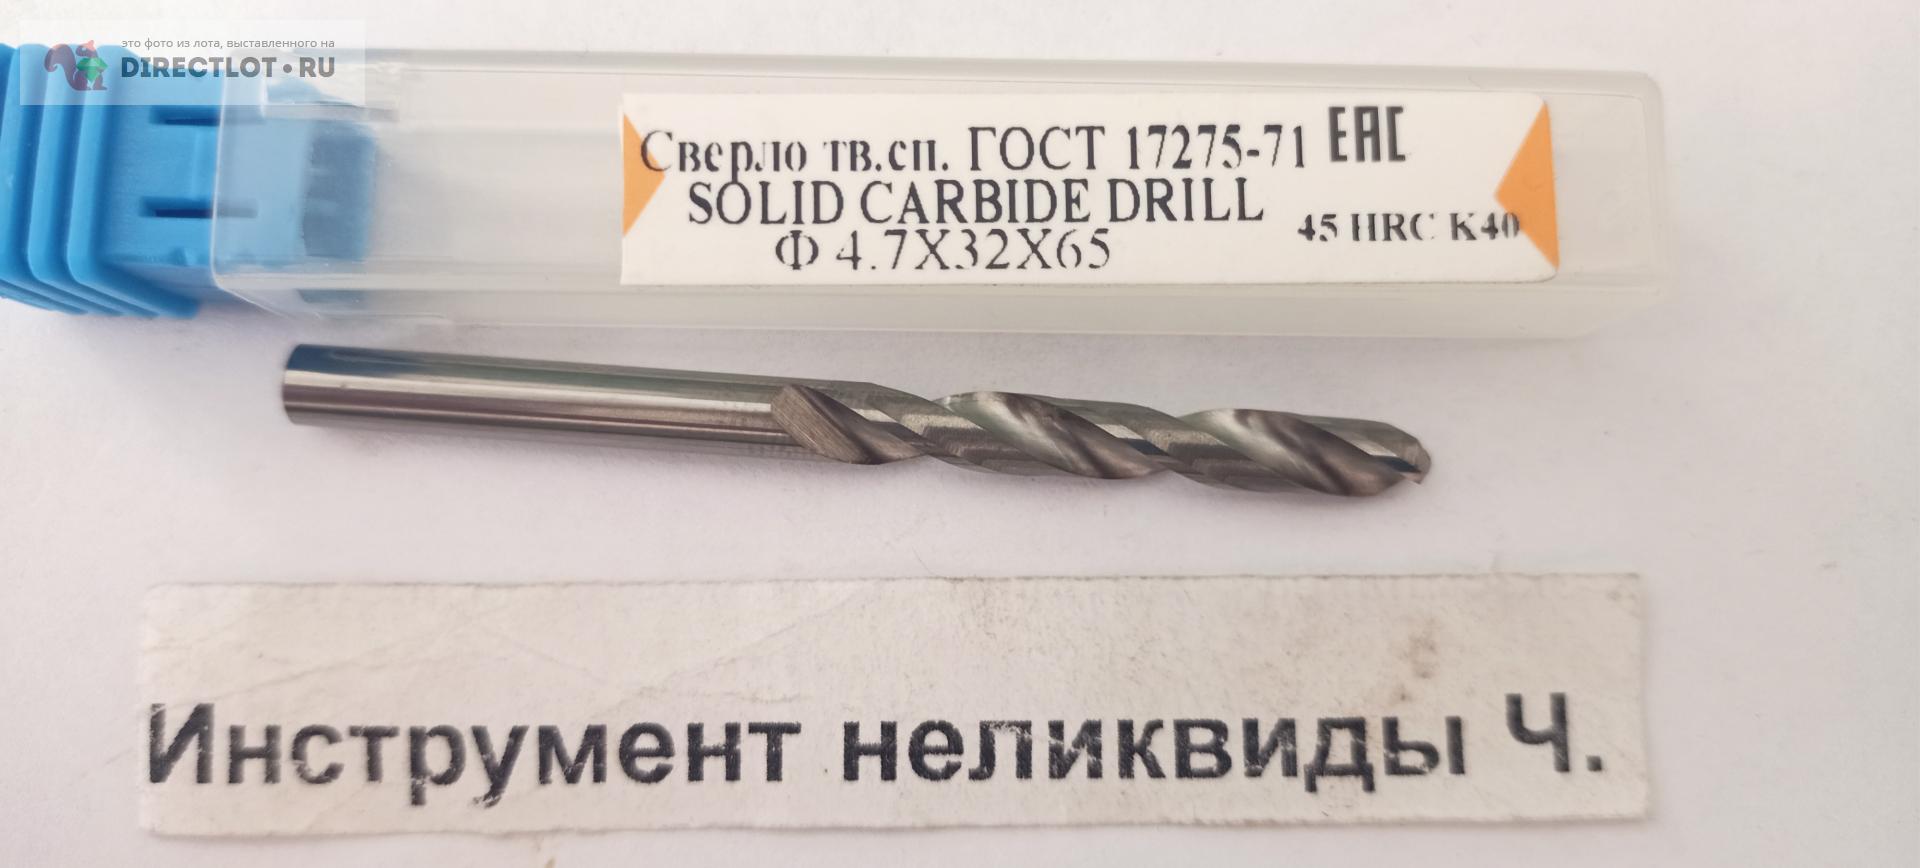 это фото из лота, выставленного на
DIRECTLOT•RU
Сверло тв.сп. ГОСТ 17275-71 EAC
SOLID CARBIDE DRILL
45 HRC K40
Ф 4.7X32X65
Инструмент неликвиды Ч.